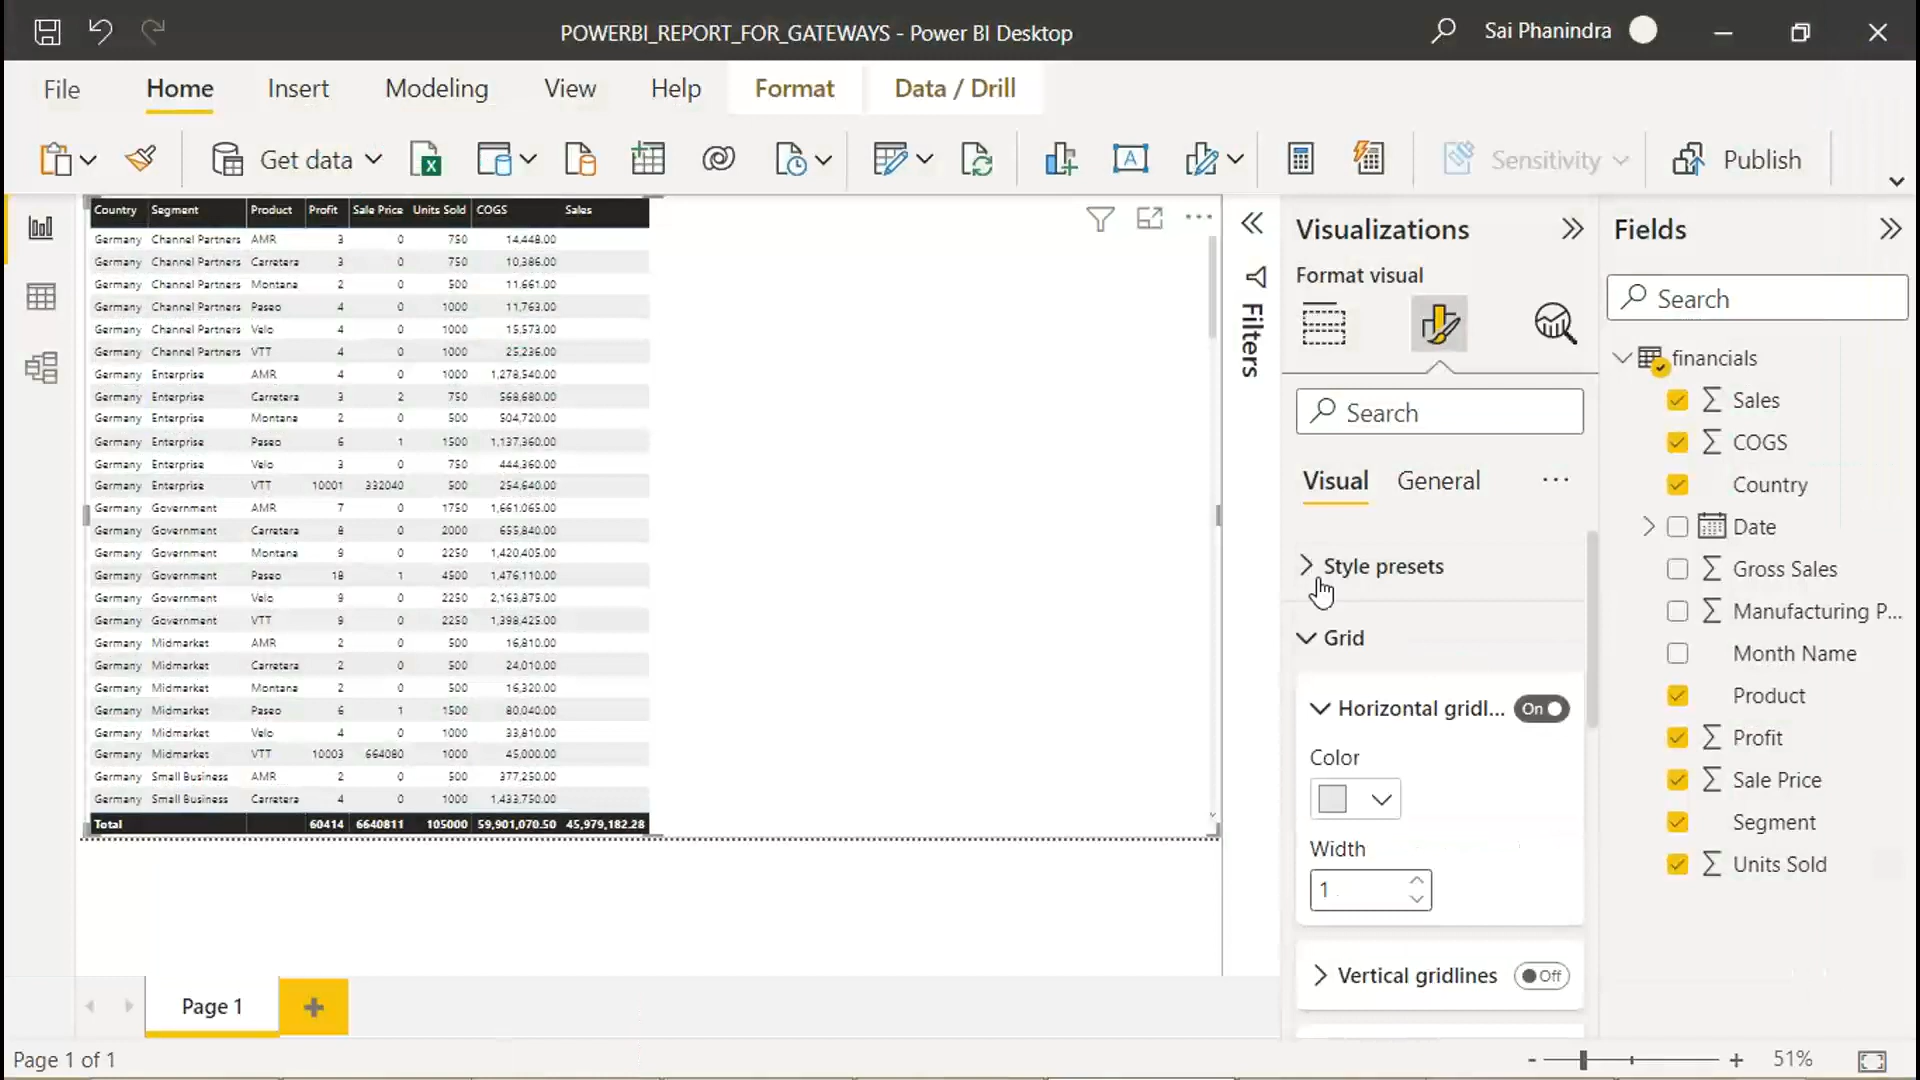 POWERBI_REPORT_FOR_GATEWAYS - Power BI Desktop
Sai Phanindra
File Home Insert Modeling View Help Format Data / Drill
Get data
Sensitivity
Publish
Country Segment Product Profit Sale Price Units Sold COGS Sales
Germany Channel Partners AMR 3 0 750 14,448.00
Germany Channel Partners Carretera 3 0 750 10,386.00
Germany Channel Partners Montana 2 0 500 11,661.00
Germany Channel Partners Paseo 4 0 1000 11,763.00
Germany Channel Partners Velo 4 0 1000 15,573.00
Germany Channel Partners VTT 4 0 1000 25,236.00
Germany Enterprise AMR 4 0 1000 1,278,540.00
Germany Enterprise Carretera 3 2 750 568,680.00
Germany Enterprise Montana 2 0 500 504,720.00
Germany Enterprise Paseo 6 1 1500 1,137,360.00
Germany Enterprise Velo 3 0 750 444,360.00
Germany Enterprise VTT 10001 332040 500 254,640.00
Germany Government AMR 7 0 1750 1,661,065.00
Germany Government Carretera 8 0 2000 655,840.00
Germany Government Montana 9 0 2250 1,420,405.00
Germany Government Paseo 18 1 4500 1,476,110.00
Germany Government Velo 9 0 2250 2,163,875.00
Germany Government VTT 9 0 2250 1,398,425.00
Germany Midmarket AMR 2 0 500 16,810.00
Germany Midmarket Carretera 2 0 500 24,010.00
Germany Midmarket Montana 2 0 500 16,320.00
Germany Midmarket Paseo 6 1 1500 80,040.00
Germany Midmarket Velo 4 0 1000 33,810.00
Germany Midmarket VTT 10003 664080 1000 45,000.00
Germany Small Business AMR 2 0 500 377,250.00
Germany Small Business Carretera 4 0 1000 1,433,750.00
Total 60414 6640811 105000 59,901,070.50 45,979,182.28
Filters
Visualizations
Format visual
Search
Visual General
Style presets
Grid
Horizontal gridl... On
Color
Width
1
Vertical gridlines Off
Fields
Search
financials
Sales
COGS
Country
Date
Gross Sales
Manufacturing P...
Month Name
Product
Profit
Sale Price
Segment
Units Sold
Page 1
Page 1 of 1
51%